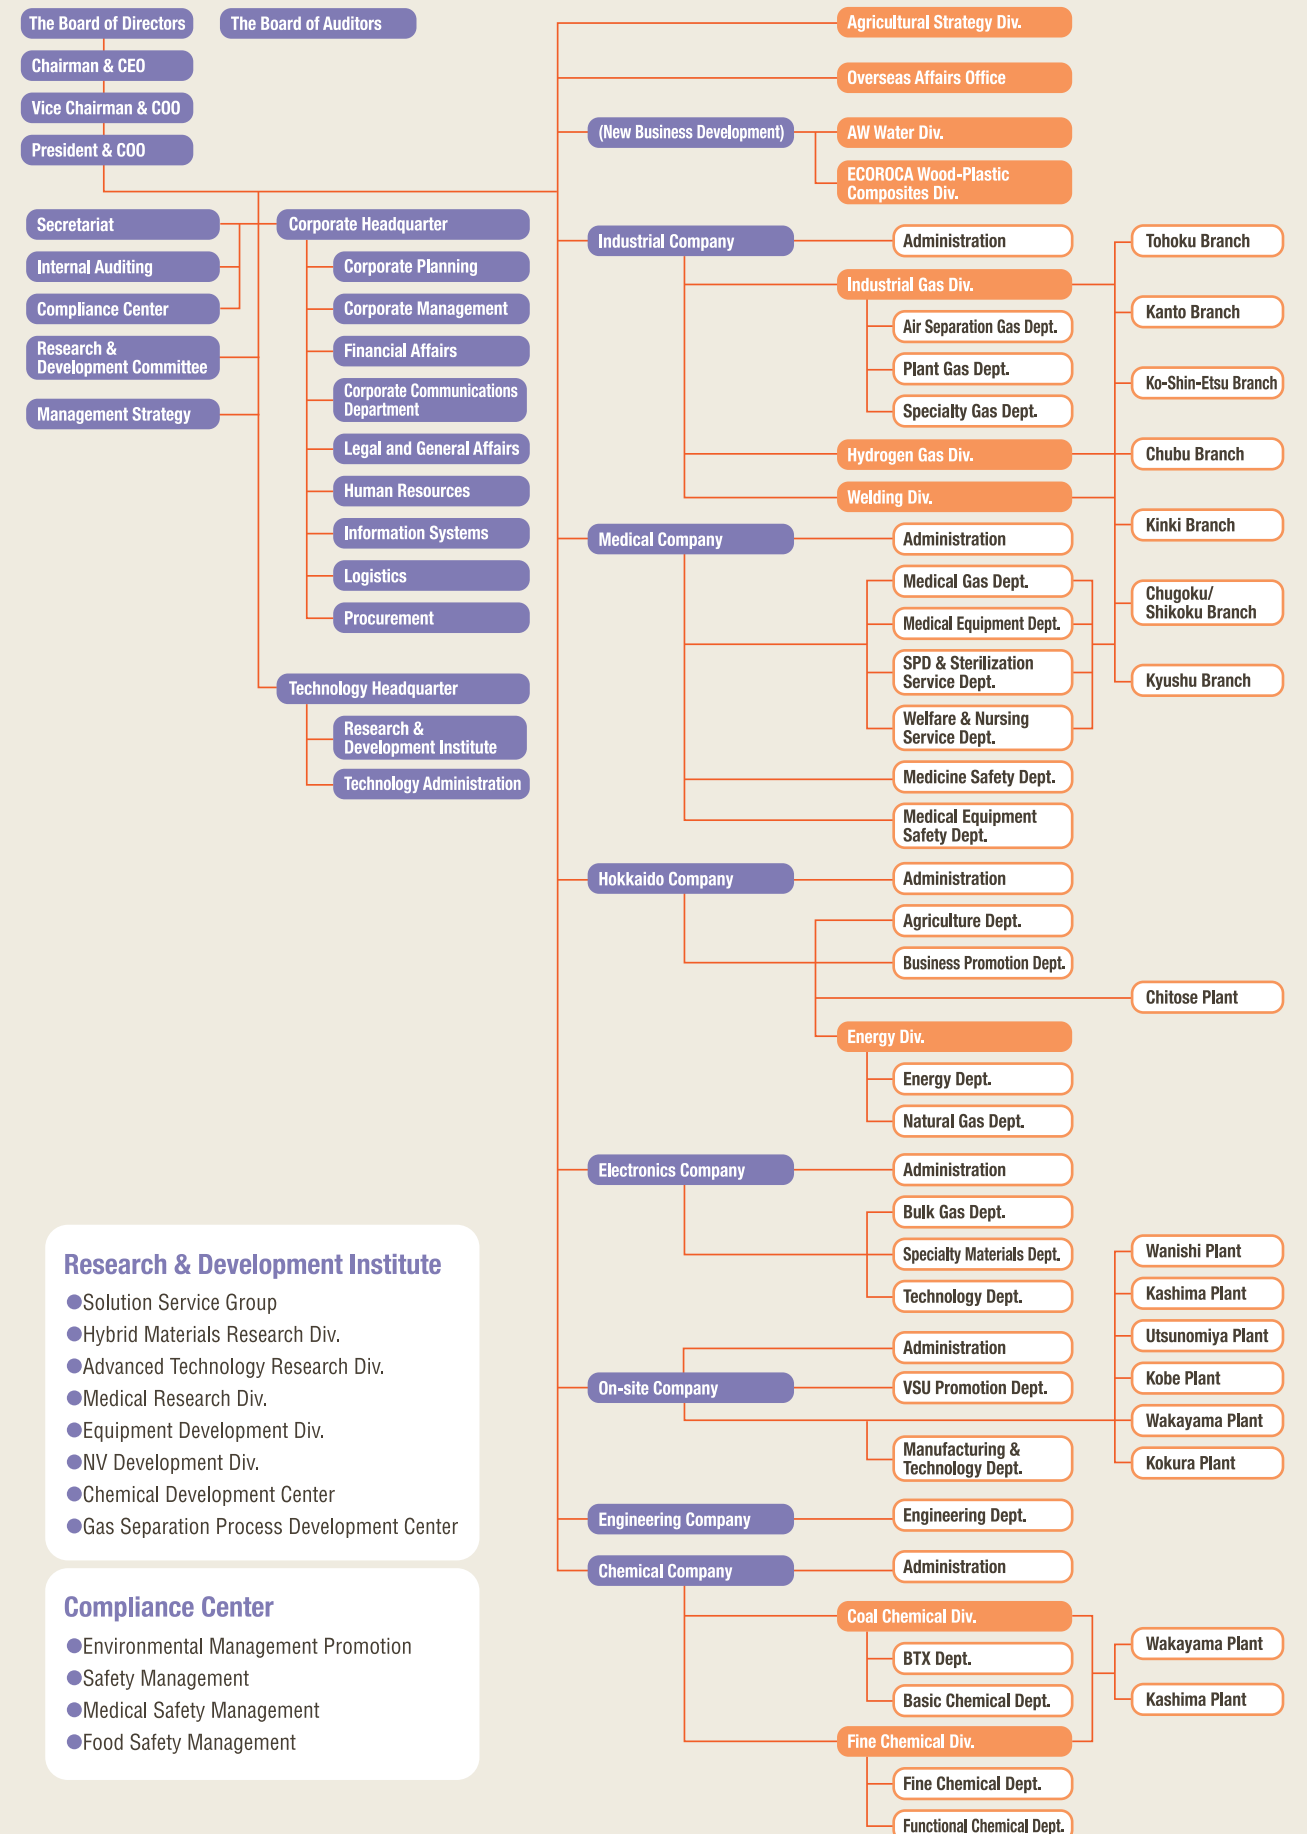 The Board of Directors
The Board of Auditors
Chairman & CEO
Vice Chairman & COO
President & COO
Secretariat
Internal Auditing
Compliance Center
Research &
Development Committee
Management Strategy
Corporate Headquarter
Corporate Planning
Corporate Management
Financial Affairs
Corporate Communications
Department
Legal and General Affairs
Human Resources
Information Systems
Logistics
Procurement
Technology Headquarter
Research &
Development Institute
Technology Administration
Agricultural Strategy Div.
Overseas Affairs Office
(New Business Development)
AW Water Div.
ECOROCA Wood-Plastic
Composites Div.
Industrial Company
Administration
Industrial Gas Div.
Air Separation Gas Dept.
Plant Gas Dept.
Specialty Gas Dept.
Hydrogen Gas Div.
Welding Div.
Tohoku Branch
Kanto Branch
Ko-Shin-Etsu Branch
Chubu Branch
Kinki Branch
Chugoku/
Shikoku Branch
Kyushu Branch
Medical Company
Administration
Medical Gas Dept.
Medical Equipment Dept.
SPD & Sterilization
Service Dept.
Welfare & Nursing
Service Dept.
Medicine Safety Dept.
Medical Equipment
Safety Dept.
Hokkaido Company
Administration
Agriculture Dept.
Business Promotion Dept.
Chitose Plant
Energy Div.
Energy Dept.
Natural Gas Dept.
Electronics Company
Administration
Bulk Gas Dept.
Specialty Materials Dept.
Technology Dept.
On-site Company
Administration
VSU Promotion Dept.
Manufacturing &
Technology Dept.
Wanishi Plant
Kashima Plant
Utsunomiya Plant
Kobe Plant
Wakayama Plant
Kokura Plant
Engineering Company
Engineering Dept.
Chemical Company
Administration
Coal Chemical Div.
BTX Dept.
Basic Chemical Dept.
Fine Chemical Div.
Fine Chemical Dept.
Functional Chemical Dept.
Wakayama Plant
Kashima Plant
Research & Development Institute
●Solution Service Group
●Hybrid Materials Research Div.
●Advanced Technology Research Div.
●Medical Research Div.
●Equipment Development Div.
●NV Development Div.
●Chemical Development Center
●Gas Separation Process Development Center
Compliance Center
●Environmental Management Promotion
●Safety Management
●Medical Safety Management
●Food Safety Management